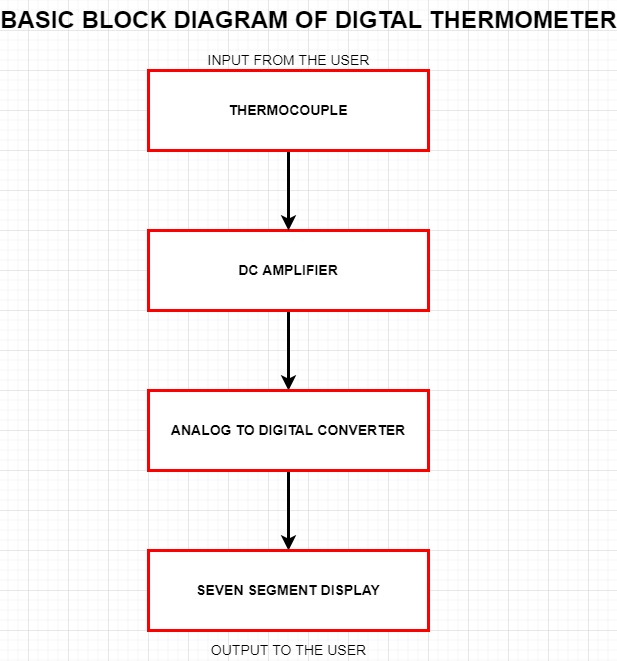 BASIC BLOCK DIAGRAM OF DIGTAL THERMOMETER
INPUT FROM THE USER
THERMOCOUPLE
DC AMPLIFIER
ANALOG TO DIGITAL CONVERTER
SEVEN SEGMENT DISPLAY
OUTPUT TO THE USER